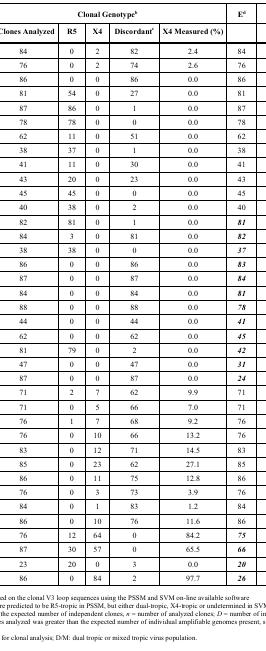 Clonal Genotypeᵇ Eᵈ
Clones Analyzed R5 X4 Discordantᶜ X4 Measured (%)
84 0 2 82 2.4 84
76 0 2 74 2.6 76
86 0 0 86 0.0 86
81 54 0 27 0.0 81
87 86 0 1 0.0 87
78 78 0 0 0.0 78
62 11 0 51 0.0 62
38 37 0 1 0.0 38
41 11 0 30 0.0 41
43 20 0 23 0.0 43
45 45 0 0 0.0 45
40 38 0 2 0.0 40
82 81 0 1 0.0 81
84 3 0 81 0.0 82
38 38 0 0 0.0 37
86 0 0 86 0.0 83
87 0 0 87 0.0 84
84 0 0 84 0.0 81
88 0 0 88 0.0 78
44 0 0 44 0.0 41
62 0 0 62 0.0 45
81 79 0 2 0.0 42
47 0 0 47 0.0 31
87 0 0 87 0.0 24
71 2 7 62 9.9 71
71 0 5 66 7.0 71
76 1 7 68 9.2 76
76 0 10 66 13.2 76
83 0 12 71 14.5 83
85 0 23 62 27.1 85
86 0 11 75 12.8 86
76 0 3 73 3.9 76
84 0 1 83 1.2 84
86 0 10 76 11.6 86
76 12 64 0 84.2 75
87 30 57 0 65.5 66
23 20 0 3 0.0 20
86 0 84 2 97.7 26
ed on the clonal V3 loop sequences using the PSSM and SVM on-line available software
re predicted to be R5-tropic in PSSM, but either dual-tropic, X4-tropic or undetermined in SVM
the expected number of independent clones, n = number of analyzed clones; D = number of in
es analyzed was greater than the expected number of individual amplifiable genomes present, s
for clonal analysis; D/M: dual tropic or mixed tropic virus population.